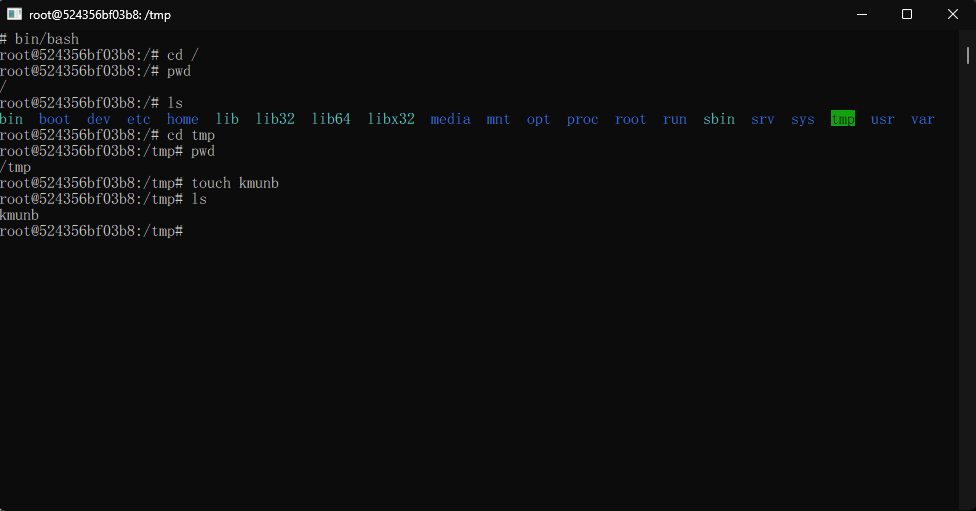 root@524356bf03b8: /tmp
# bin/bash
root@524356bf03b8:/# cd /
root@524356bf03b8:/# pwd
/
root@524356bf03b8:/# ls
bin boot dev etc home lib lib32 lib64 libx32 media mnt opt proc root run sbin srv sys tmp usr var
root@524356bf03b8:/# cd tmp
root@524356bf03b8:/tmp# pwd
/tmp
root@524356bf03b8:/tmp# touch kmunb
root@524356bf03b8:/tmp# ls
kmunb
root@524356bf03b8:/tmp#